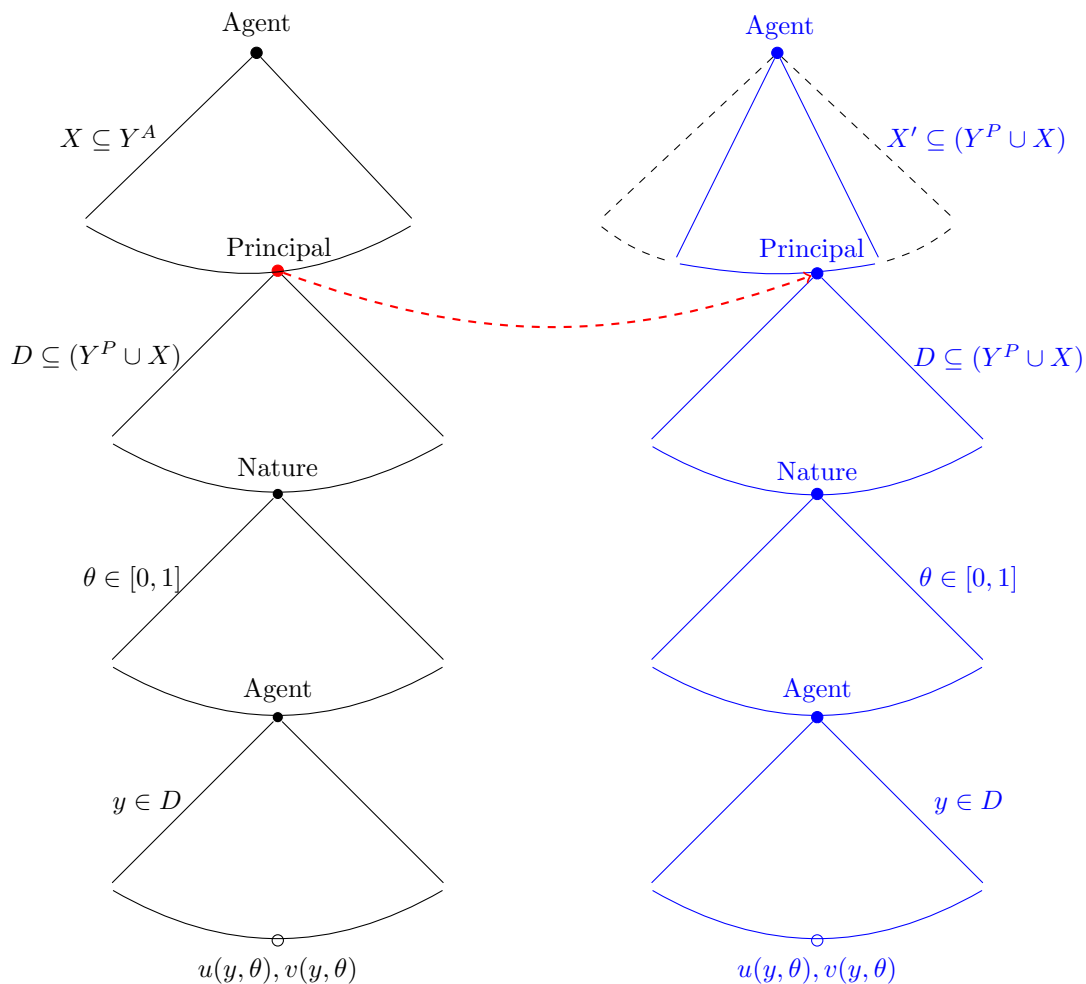 Agent
X ⊆ Y^A
Principal
D ⊆ (Y^P ∪ X)
Nature
θ ∈ [0, 1]
Agent
y ∈ D
u(y, θ), v(y, θ)
Agent
X′ ⊆ (Y^P ∪ X)
Principal
D ⊆ (Y^P ∪ X)
Nature
θ ∈ [0, 1]
Agent
y ∈ D
u(y, θ), v(y, θ)